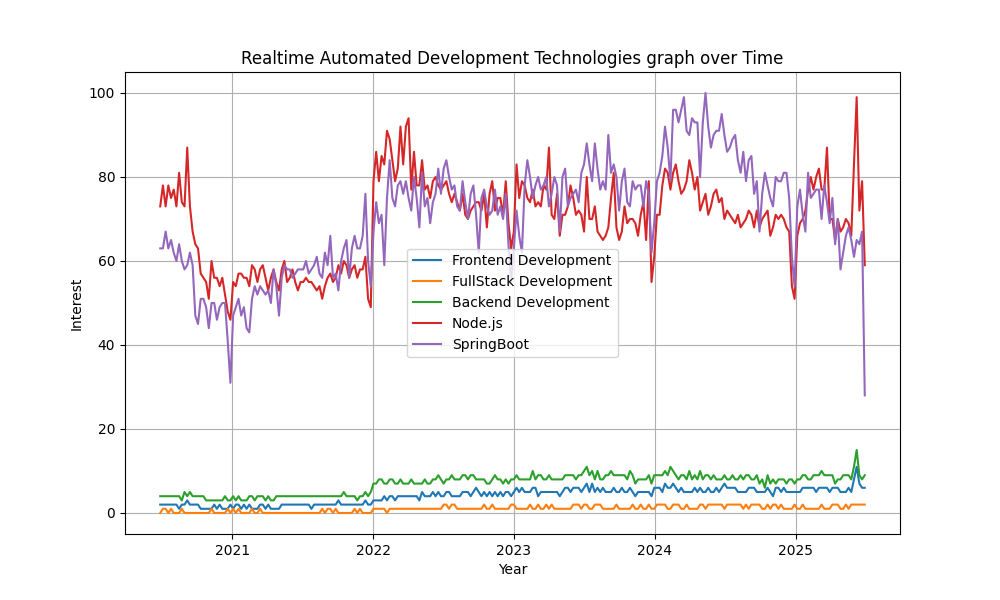 Realtime Automated Development Technologies graph over Time
100
80
60
40
20
0
Interest
Frontend Development
FullStack Development
Backend Development
Node.js
SpringBoot
2021
2022
2023
2024
2025
Year